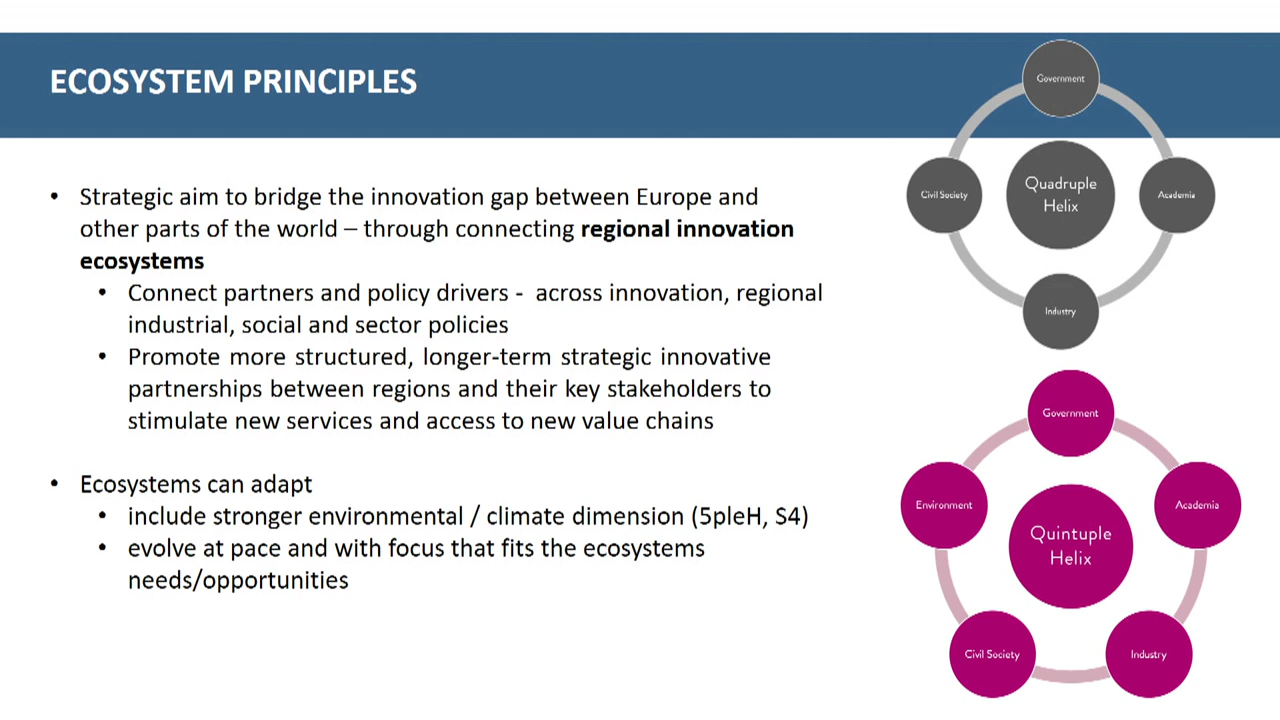 ECOSYSTEM PRINCIPLES
• Strategic aim to bridge the innovation gap between Europe and
other parts of the world – through connecting regional innovation
ecosystems
• Connect partners and policy drivers - across innovation, regional
industrial, social and sector policies
• Promote more structured, longer-term strategic innovative
partnerships between regions and their key stakeholders to
stimulate new services and access to new value chains
• Ecosystems can adapt
• include stronger environmental / climate dimension (5pleH, S4)
• evolve at pace and with focus that fits the ecosystems
needs/opportunities
Government
Civil Society
Quadruple
Helix
Academia
Industry
Government
Environment
Academia
Quintuple
Helix
Civil Society
Industry